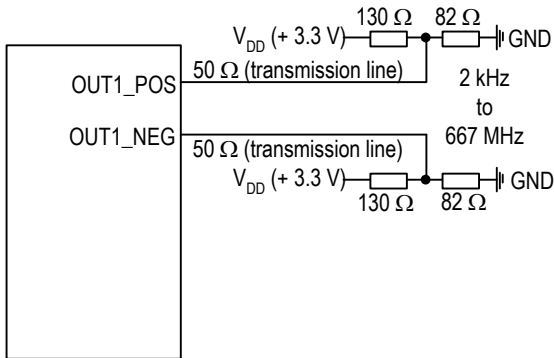 130 Ω 82 Ω
V_DD (+ 3.3 V) GND
50 Ω (transmission line)
OUT1_POS
2 kHz
to
667 MHz
OUT1_NEG
50 Ω (transmission line)
V_DD (+ 3.3 V) GND
130 Ω 82 Ω